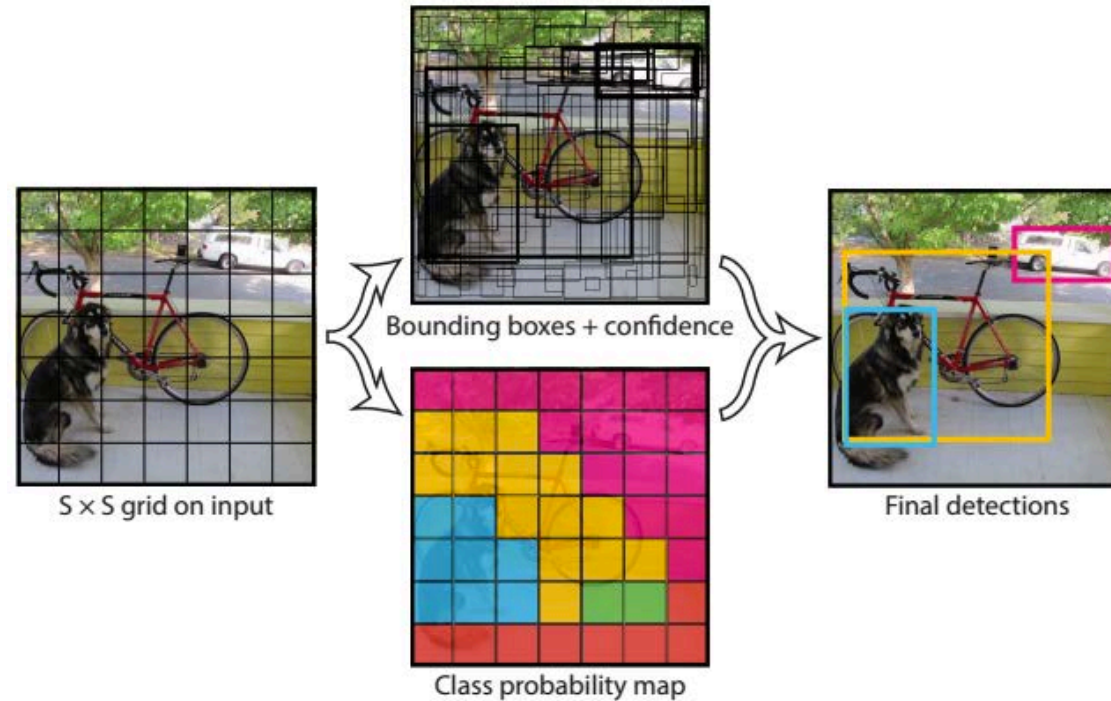 Bounding boxes + confidence
S × S grid on input
Final detections
Class probability map